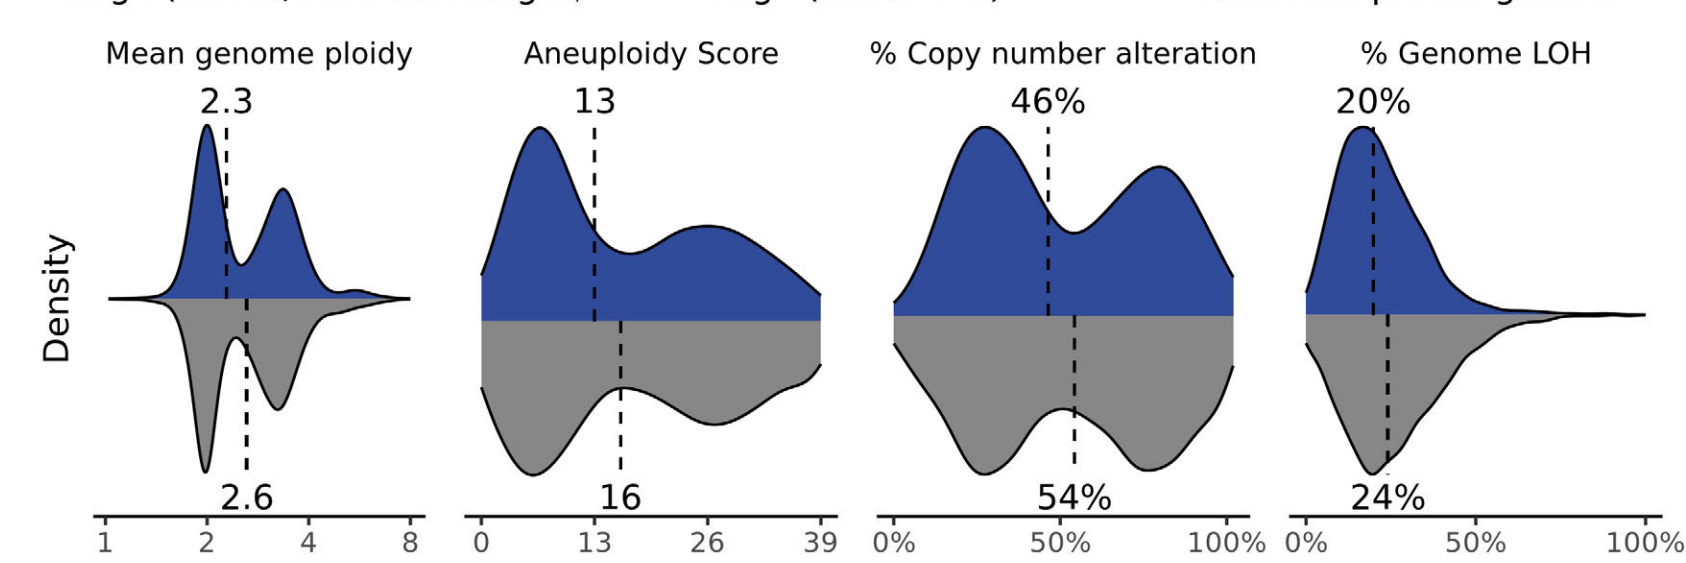 Mean genome ploidy Aneuploidy Score % Copy number alteration % Genome LOH
2.3 13 46% 20%
Density
2.6 16 54% 24%
1 2 4 8 0 13 26 39 0% 50% 100% 0% 50% 100%